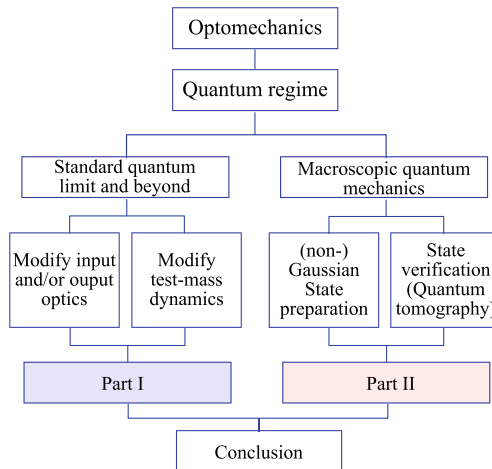 Optomechanics
Quantum regime
Standard quantum
limit and beyond
Macroscopic quantum
mechanics
Modify input
and/or ouput
optics
Modify
test-mass
dynamics
(non-)
Gaussian
State
preparation
State
verification
(Quantum
tomography)
Part I
Part II
Conclusion